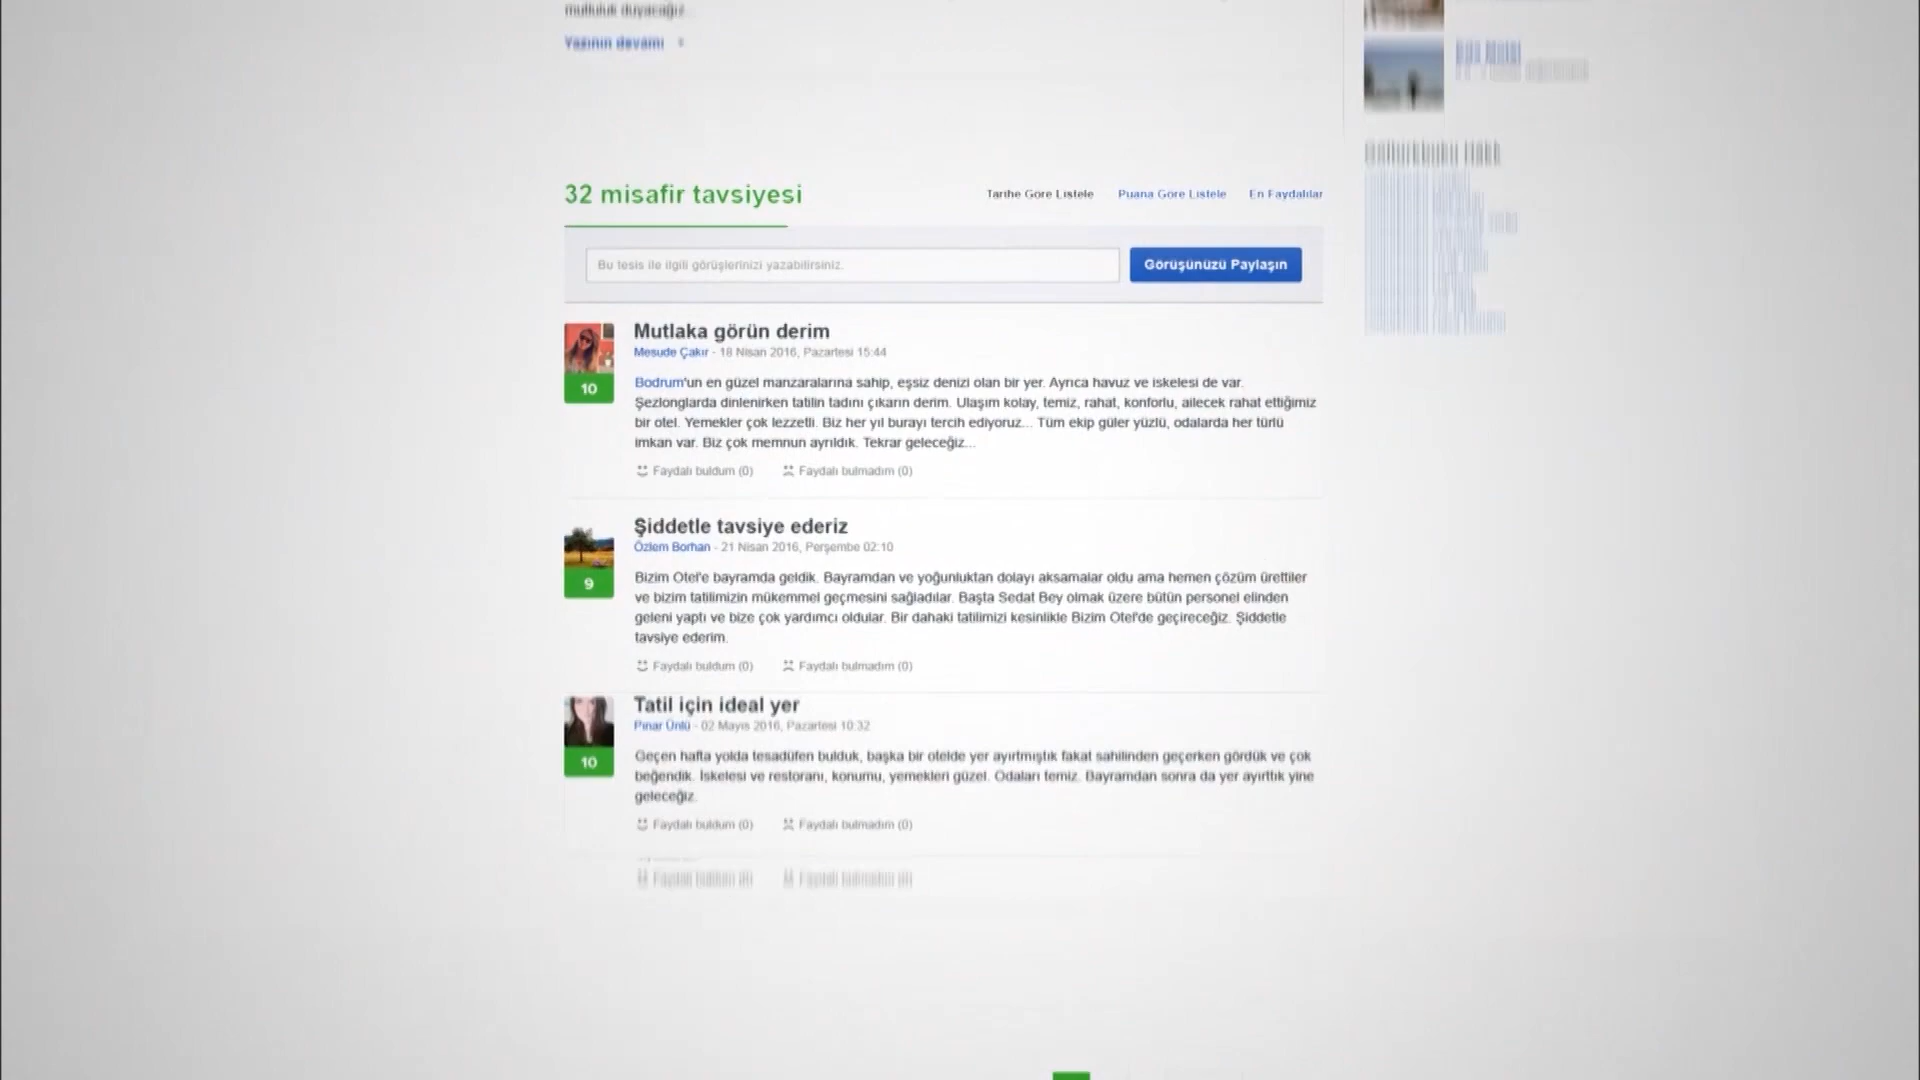 mutluluk duyacağız.
Yazının devamı
32 misafir tavsiyesi
Tarihe Göre Listele
Puana Göre Listele
En Faydalılar
Bu tesis ile ilgili görüşlerinizi yazabilirsiniz.
Görüşünüzü Paylaşın
Mutlaka görün derim
Mesude Çakır - 18 Nisan 2016, Pazartesi 15:44
10
Bodrum'un en güzel manzaralarına sahip, eşsiz denizi olan bir yer. Ayrıca havuz ve iskelesi de var.
Şezlonglarda dinlenirken tatilin tadını çıkarın derim. Ulaşım kolay, temiz, rahat, konforlu, ailecek rahat ettiğimiz
bir otel. Yemekler çok lezzetli. Biz her yıl burayı tercih ediyoruz... Tüm ekip güler yüzlü, odalarda her türlü
imkan var. Biz çok memnun ayrıldık. Tekrar geleceğiz...
Faydalı buldum (0)
Faydalı bulmadım (0)
Şiddetle tavsiye ederiz
Özlem Borhan - 21 Nisan 2016, Perşembe 02:10
9
Bizim Otel'e bayramda geldik. Bayramdan ve yoğunluktan dolayı aksamalar oldu ama hemen çözüm ürettiler
ve bizim tatilimizin mükemmel geçmesini sağladılar. Başta Sedat Bey olmak üzere bütün personel elinden
geleni yaptı ve bize çok yardımcı oldular. Bir dahaki tatilimizi kesinlikle Bizim Otel'de geçireceğiz. Şiddetle
tavsiye ederim.
Faydalı buldum (0)
Faydalı bulmadım (0)
Tatil için ideal yer
Pınar Ünlü - 02 Mayıs 2016, Pazartesi 10:32
10
Geçen hafta yolda tesadüfen bulduk, başka bir otelde yer ayırtmıştık fakat sahilinden geçerken gördük ve çok
beğendik. İskelesi ve restoranı, konumu, yemekleri güzel. Odaları temiz. Bayramdan sonra da yer ayırttık yine
geleceğiz.
Faydalı buldum (0)
Faydalı bulmadım (0)